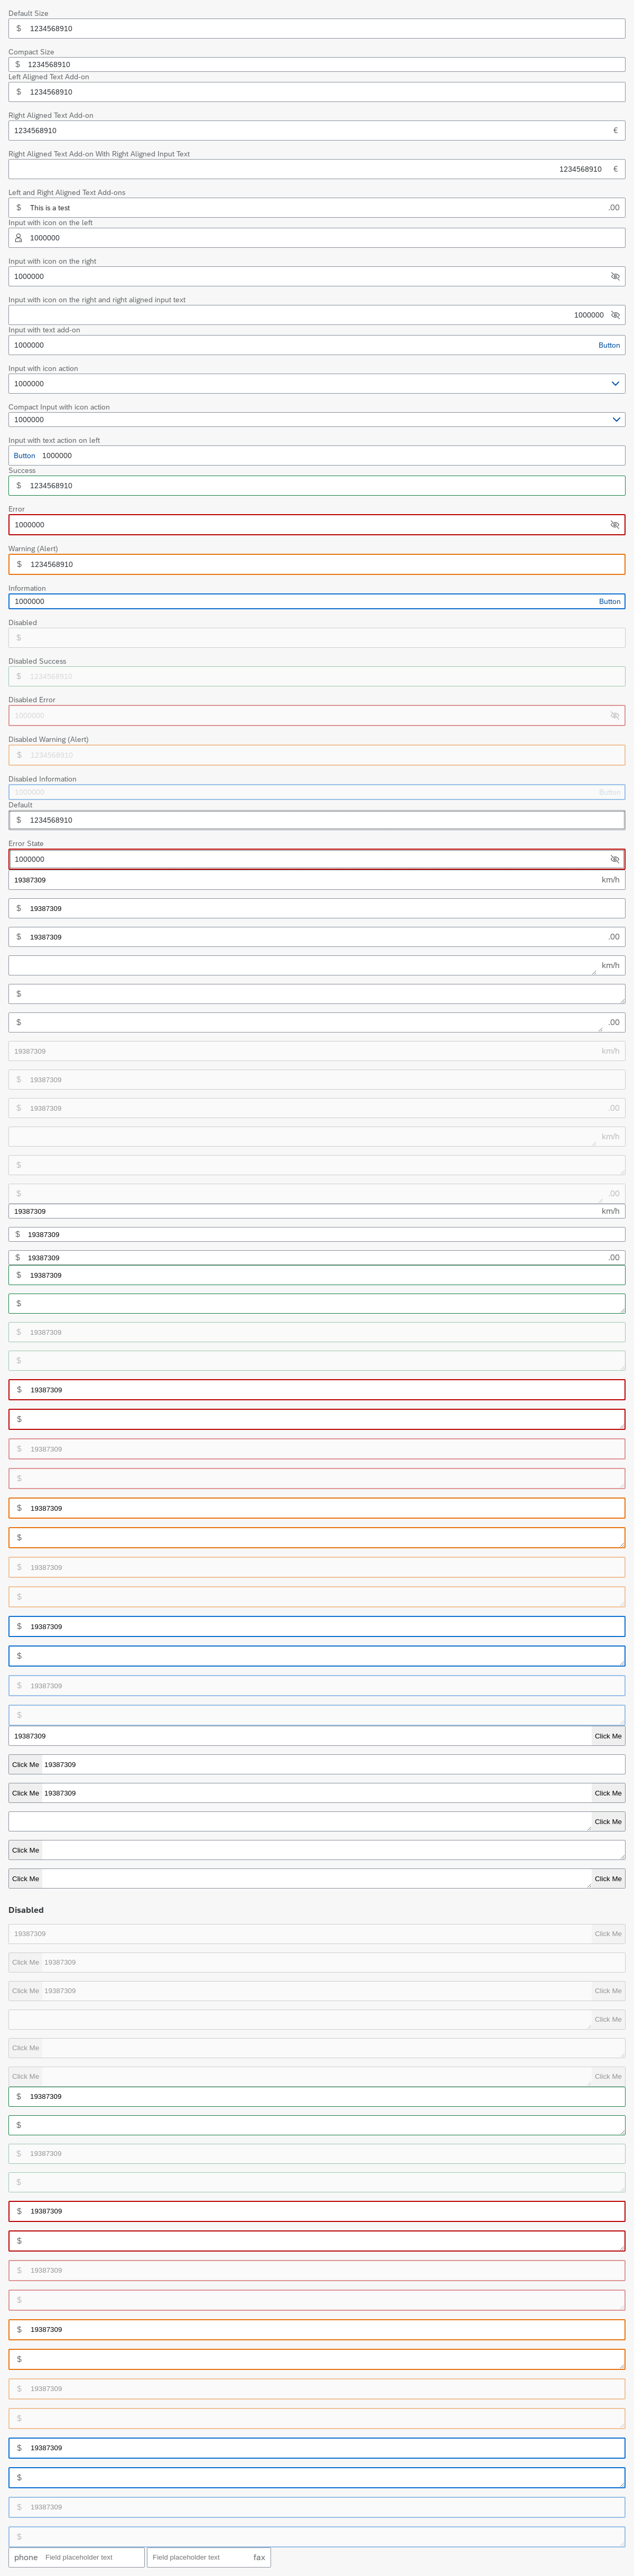 Default Size
$ 1234568910
Compact Size
$ 1234568910
Left Aligned Text Add-on
$ 1234568910
Right Aligned Text Add-on
1234568910 €
Right Aligned Text Add-on With Right Aligned Input Text
1234568910 €
Left and Right Aligned Text Add-ons
$ This is a test .00
Input with icon on the left
1000000
Input with icon on the right
1000000
Input with icon on the right and right aligned input text
1000000
Input with text add-on
1000000 Button
Input with icon action
1000000
Compact Input with icon action
1000000
Input with text action on left
Button 1000000
Success
$ 1234568910
Error
1000000
Warning (Alert)
$ 1234568910
Information
1000000 Button
Disabled
$
Disabled Success
$ 1234568910
Disabled Error
1000000
Disabled Warning (Alert)
$ 1234568910
Disabled Information
1000000 Button
Default
$ 1234568910
Error State
1000000
19387309 km/h
$ 19387309
$ 19387309 .00
km/h
$
$ .00
19387309 km/h
$ 19387309
$ 19387309 .00
km/h
$
$ .00
19387309 km/h
$ 19387309
$ 19387309 .00
$ 19387309
$
$ 19387309
$
$ 19387309
$
$ 19387309
$
$ 19387309
$
$ 19387309
$
$ 19387309
$
$ 19387309
$
19387309 Click Me
Click Me 19387309
Click Me 19387309 Click Me
Click Me
Click Me
Click Me Click Me
Disabled
19387309 Click Me
Click Me 19387309
Click Me 19387309 Click Me
Click Me
Click Me
Click Me Click Me
$ 19387309
$
$ 19387309
$
$ 19387309
$
$ 19387309
$
$ 19387309
$
$ 19387309
$
$ 19387309
$
$ 19387309
$
phone Field placeholder text Field placeholder text fax